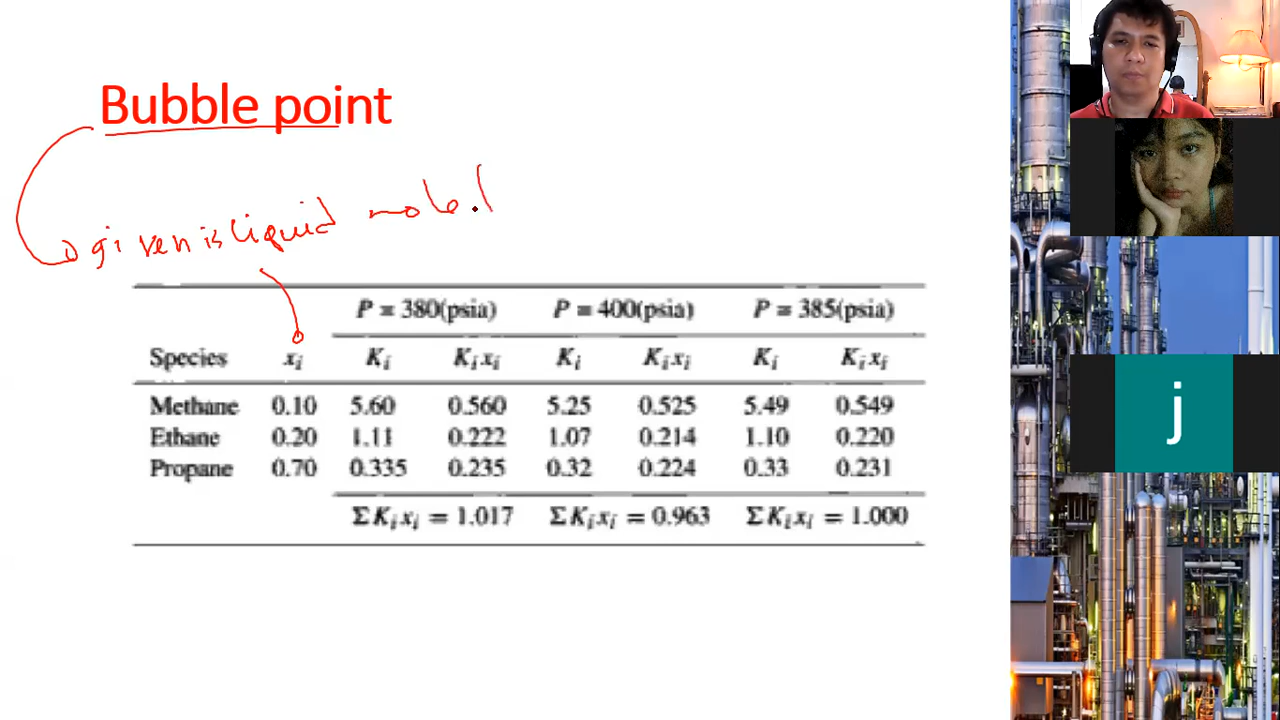 Bubble point
given is liquid
P = 380(psia) P = 400(psia) P = 385(psia)
Species xᵢ Kᵢ Kᵢxᵢ Kᵢ Kᵢxᵢ Kᵢ Kᵢxᵢ
Methane 0.10 5.60 0.560 5.25 0.525 5.49 0.549
Ethane 0.20 1.11 0.222 1.07 0.214 1.10 0.220
Propane 0.70 0.335 0.235 0.32 0.224 0.33 0.231
ΣKᵢxᵢ = 1.017 ΣKᵢxᵢ = 0.963 ΣKᵢxᵢ = 1.000
j